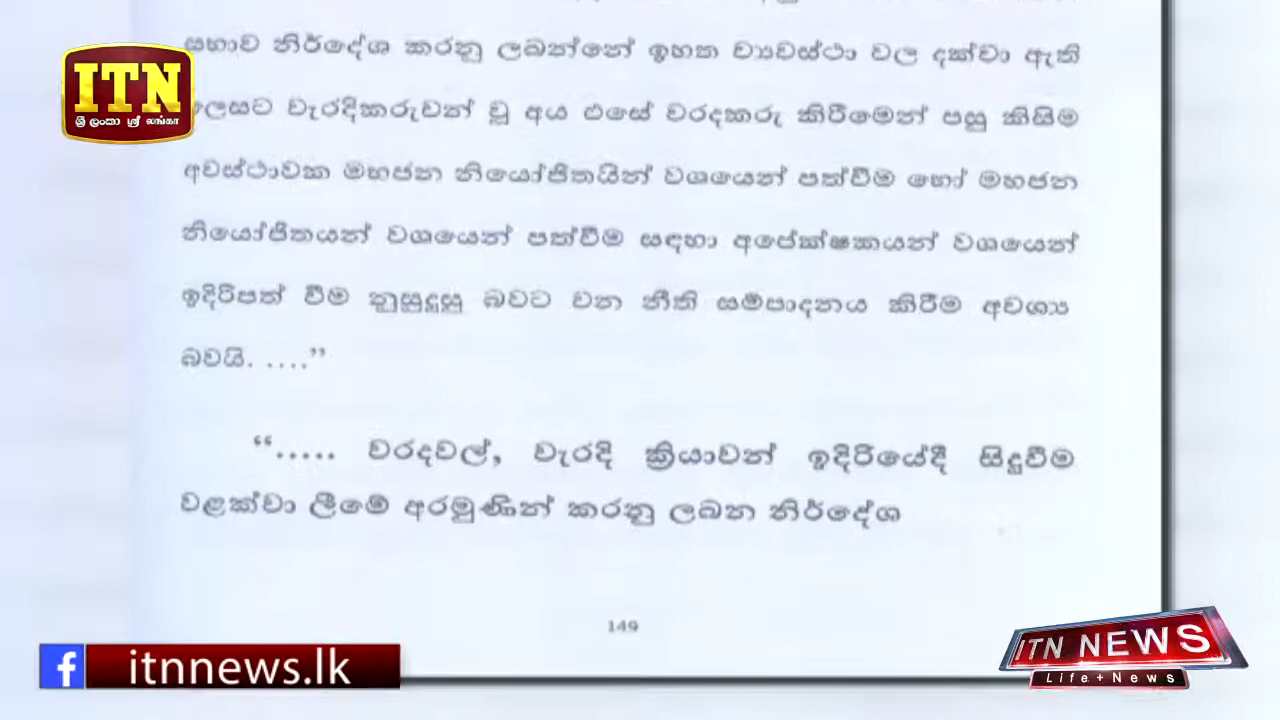 සභාව නිර්දේශ කරනු ලබන්නේ ඉහත ව්‍යවස්ථා වල දක්වා ඇති
ලෙසට වැරදිකරුවන් වූ අය එසේ වරදකරු කිරීමෙන් පසු කිසිම
අවස්ථාවක මහජන නියෝජිතයින් වශයෙන් පත්වීම හෝ මහජන
නියෝජිතයන් වශයෙන් පත්වීම සඳහා අපේක්ෂකයන් වශයෙන්
ඉදිරිපත් වීම නුසුදුසු බවට වන නීති සම්පාදනය කිරීම අවශ්‍ය
බවයි. ....”
“..... වරදවල්, වැරදි ක්‍රියාවන් ඉදිරියේදී සිදුවීම
වළක්වා ලීමේ අරමුණින් කරනු ලබන නිර්දේශ
149
ITN
ශ්‍රී ලංකා ஸ்ரீ லங்கா
f itnnews.lk
ITN NEWS
Life+News